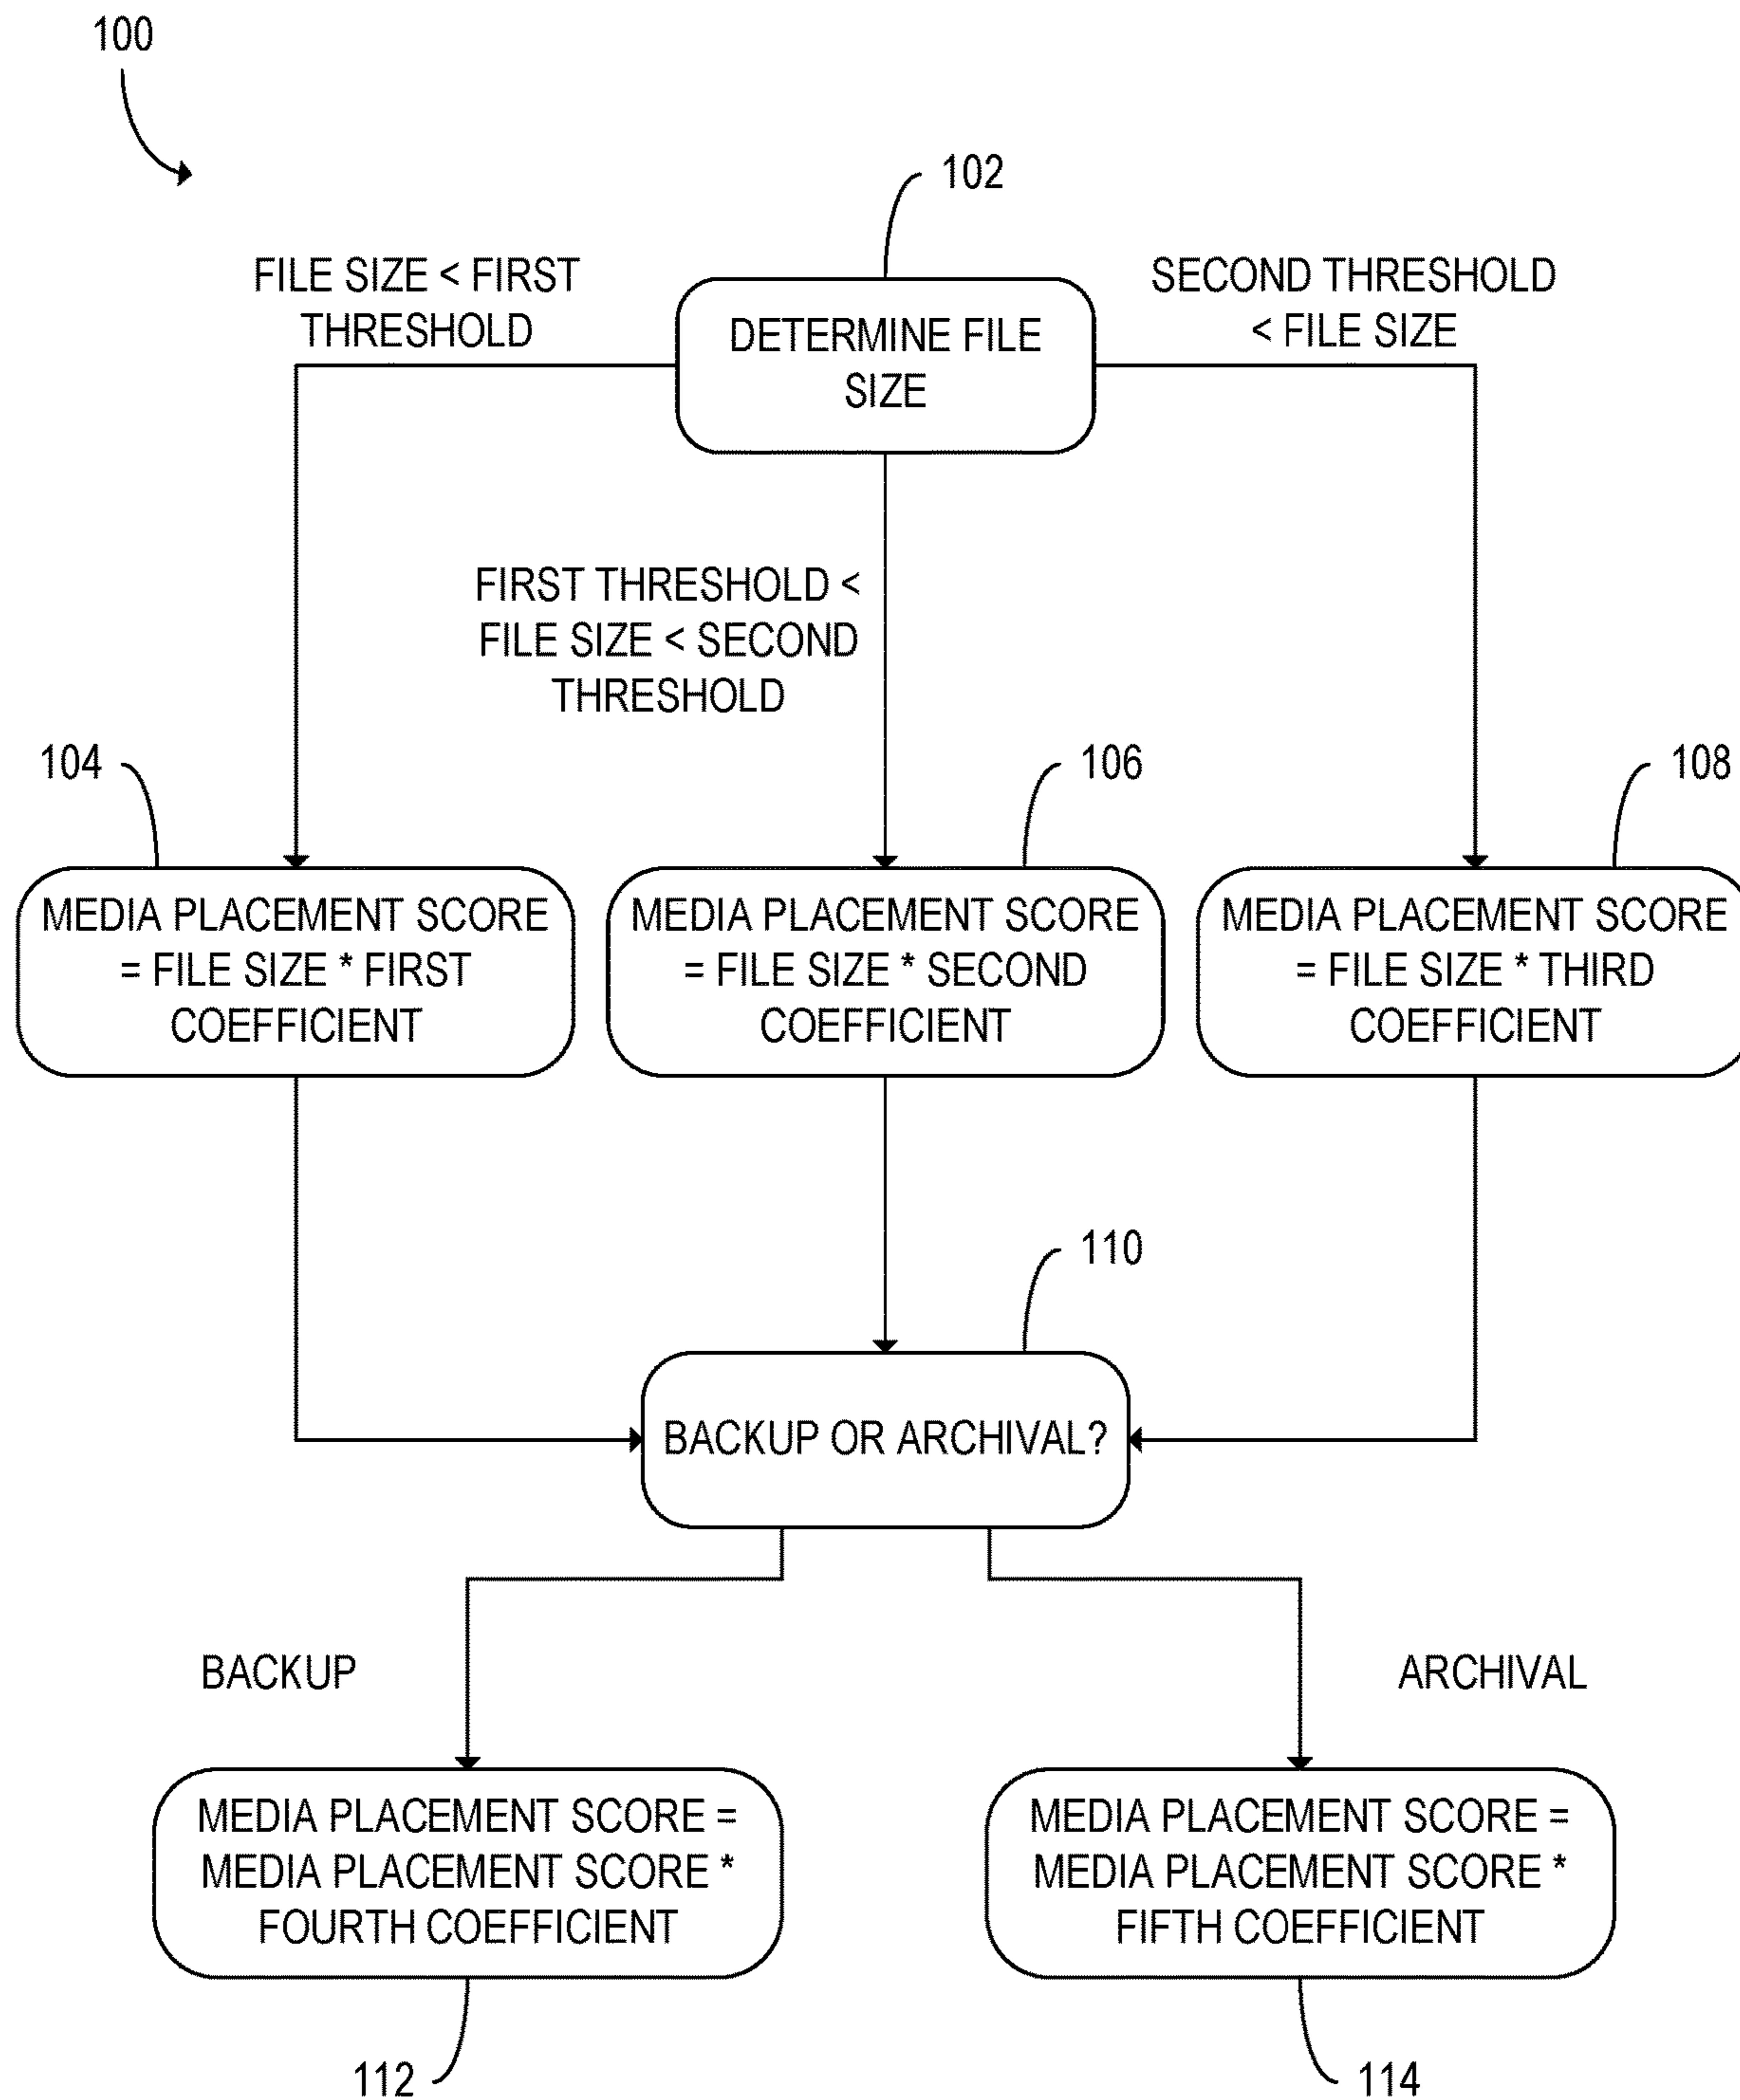 100
102
FILE SIZE < FIRST
THRESHOLD
SECOND THRESHOLD
< FILE SIZE
DETERMINE FILE
SIZE
FIRST THRESHOLD <
FILE SIZE < SECOND
THRESHOLD
104
106
108
MEDIA PLACEMENT SCORE
= FILE SIZE * FIRST
COEFFICIENT
MEDIA PLACEMENT SCORE
= FILE SIZE * SECOND
COEFFICIENT
MEDIA PLACEMENT SCORE
= FILE SIZE * THIRD
COEFFICIENT
110
BACKUP OR ARCHIVAL?
BACKUP
ARCHIVAL
MEDIA PLACEMENT SCORE =
MEDIA PLACEMENT SCORE *
FOURTH COEFFICIENT
MEDIA PLACEMENT SCORE =
MEDIA PLACEMENT SCORE *
FIFTH COEFFICIENT
112
114